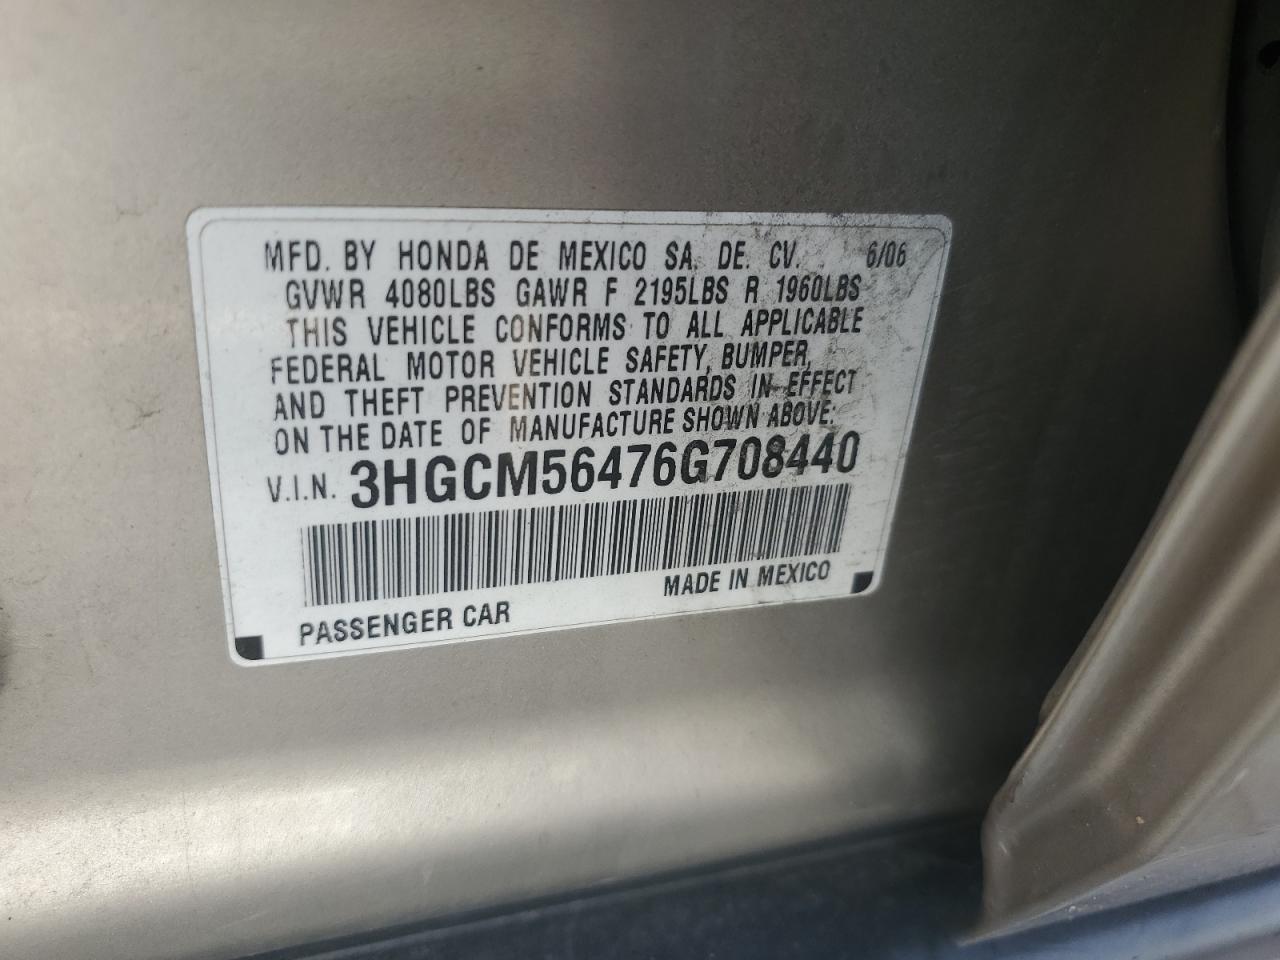 MFD. BY HONDA DE MEXICO SA. DE. CV. 6/06
GVWR 4080LBS GAWR F 2195LBS R 1960LBS
THIS VEHICLE CONFORMS TO ALL APPLICABLE
FEDERAL MOTOR VEHICLE SAFETY, BUMPER,
AND THEFT PREVENTION STANDARDS IN EFFECT
ON THE DATE OF MANUFACTURE SHOWN ABOVE:
V.I.N. 3HGCM56476G708440
MADE IN MEXICO
PASSENGER CAR